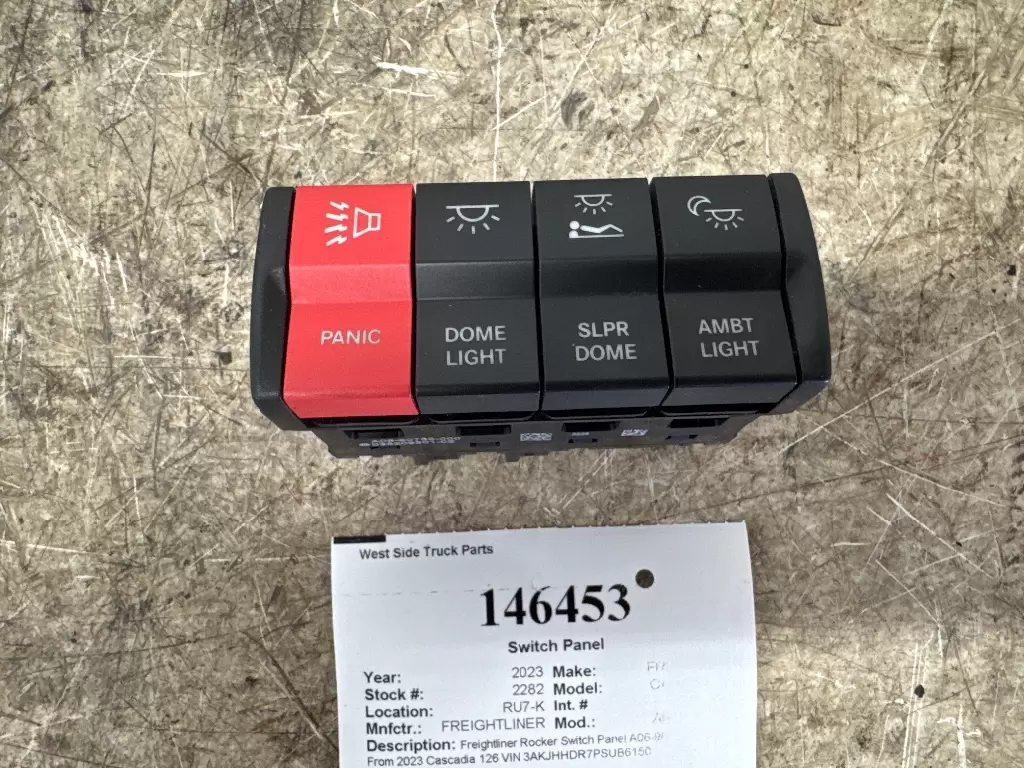 PANIC
DOME
LIGHT
SLPR
DOME
AMBT
LIGHT
West Side Truck Parts
146453
Switch Panel
Year: 2023 Make:
Stock #: 2282 Model:
Location: RU7-K Int. #
Mnfctr.: FREIGHTLINER Mod.:
Description: Freightliner Rocker Switch Panel
From 2023 Cascadia 126 VIN 3AKJHHDR7PSUB6150